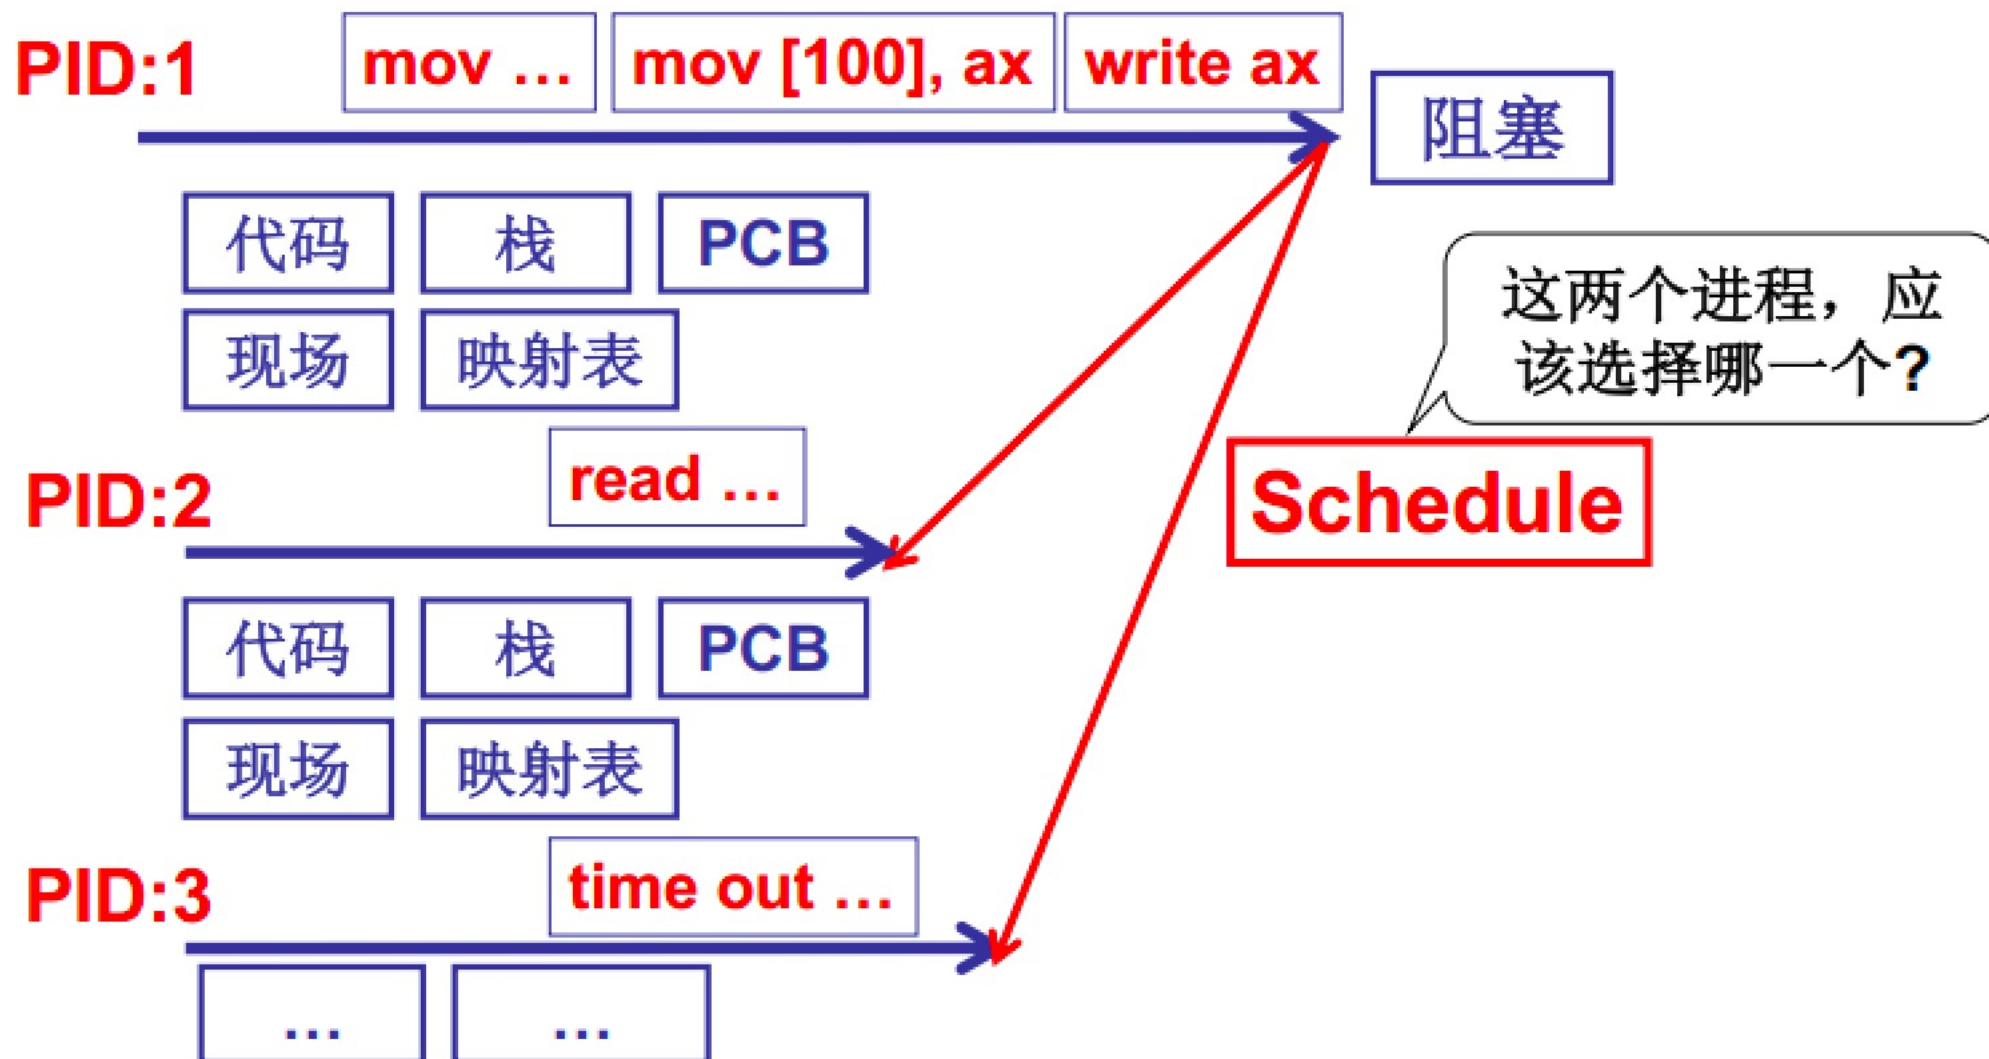 PID:1
mov …
mov [100], ax
write ax
阻塞
代码
栈
PCB
现场
映射表
这两个进程，应
该选择哪一个?
Schedule
PID:2
read …
代码
栈
PCB
现场
映射表
PID:3
time out …
…
…